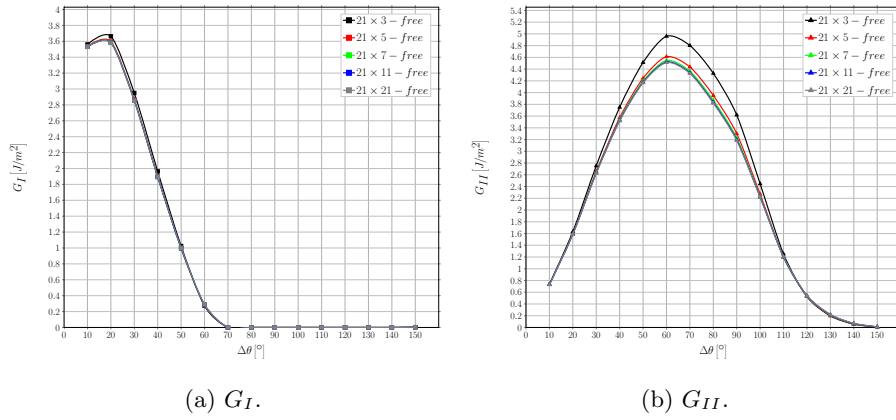 4
3.8
3.6
3.4
3.2
3
2.8
2.6
2.4
2.2
2
1.8
1.6
1.4
1.2
1
0.8
0.6
0.4
0.2
0
G_I [J/m^2]
0 10 20 30 40 50 60 70 80 90 100 110 120 130 140 150
Δθ [°]
21 × 3 − free
21 × 5 − free
21 × 7 − free
21 × 11 − free
21 × 21 − free
(a) G_I.
5.6
5.4
5.2
5
4.8
4.6
4.4
4.2
4
3.8
3.6
3.4
3.2
3
2.8
2.6
2.4
2.2
2
1.8
1.6
1.4
1.2
1
0.8
0.6
0.4
0.2
0
G_{II} [J/m^2]
0 10 20 30 40 50 60 70 80 90 100 110 120 130 140 150
Δθ [°]
21 × 3 − free
21 × 5 − free
21 × 7 − free
21 × 11 − free
21 × 21 − free
(b) G_{II}.